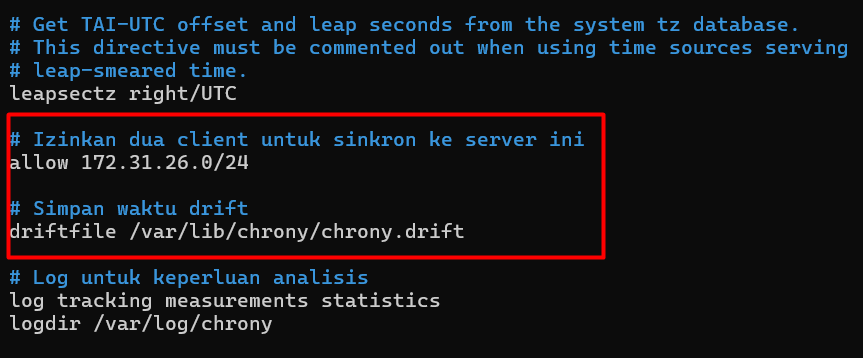 # Get TAI-UTC offset and leap seconds from the system tz database.
# This directive must be commented out when using time sources serving
# leap-smeared time.
leapsectz right/UTC
# Izinkan dua client untuk sinkron ke server ini
allow 172.31.26.0/24
# Simpan waktu drift
driftfile /var/lib/chrony/chrony.drift
# Log untuk keperluan analisis
log tracking measurements statistics
logdir /var/log/chrony